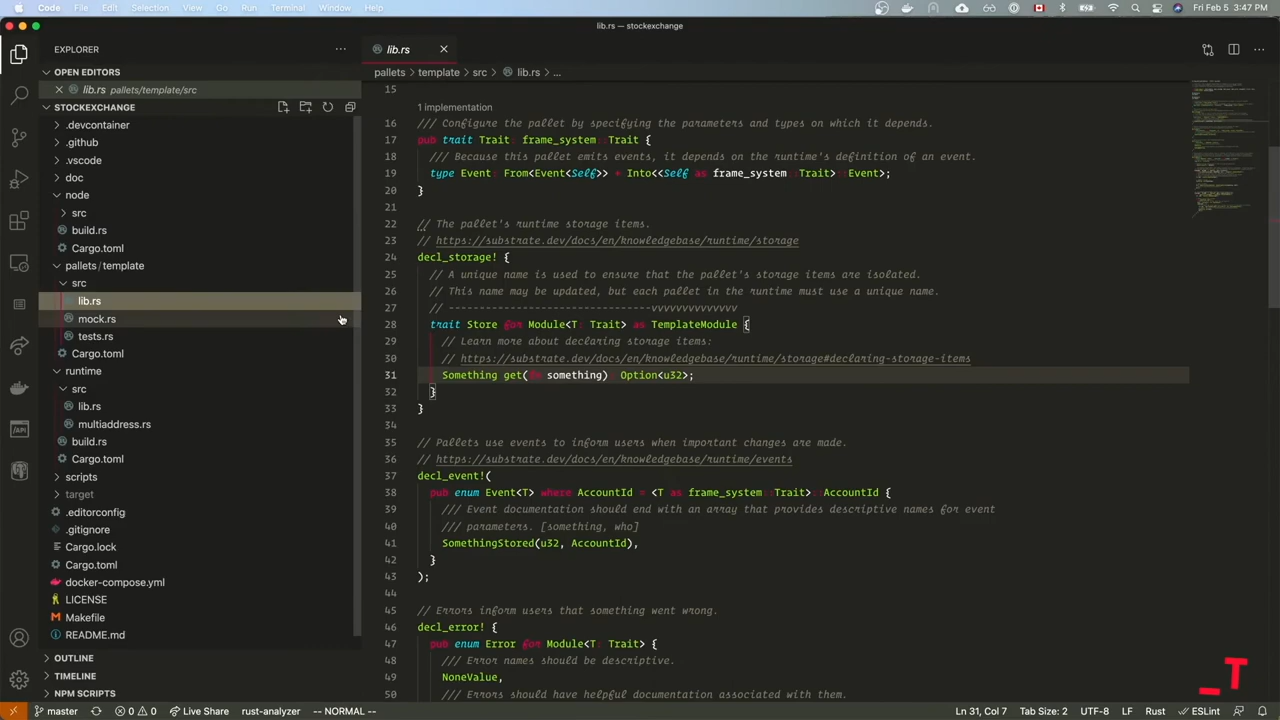 Code File Edit Selection View Go Run Terminal Window Help Fri Feb 5 3:47 PM
lib.rs — stockexchange
EXPLORER
OPEN EDITORS
lib.rs pallets/template/src
STOCKEXCHANGE
.devcontainer
.github
.vscode
doc
node
src
build.rs
Cargo.toml
pallets/template
src
lib.rs
mock.rs
tests.rs
Cargo.toml
runtime
src
lib.rs
multiaddress.rs
build.rs
Cargo.toml
scripts
target
.editorconfig
.gitignore
Cargo.lock
Cargo.toml
docker-compose.yml
LICENSE
Makefile
README.md
OUTLINE
TIMELINE
NPM SCRIPTS
lib.rs
pallets > template > src > lib.rs > ...
15
1 implementation
16 /// Configure the pallet by specifying the parameters and types on which it depends.
17 pub trait Trait: frame_system::Trait {
18 /// Because this pallet emits events, it depends on the runtime's definition of an event.
19 type Event: From<Event<Self>> + Into<<Self as frame_system::Trait>::Event>;
20 }
21
22 // The pallet's runtime storage items.
23 // https://substrate.dev/docs/en/knowledgebase/runtime/storage
24 decl_storage! {
25 // A unique name is used to ensure that the pallet's storage items are isolated.
26 // This name may be updated, but each pallet in the runtime must use a unique name.
27 // ---------------------------------vvvvvvvvvvvvvv
28 trait Store for Module<T: Trait> as TemplateModule {
29 // Learn more about declaring storage items:
30 // https://substrate.dev/docs/en/knowledgebase/runtime/storage#declaring-storage-items
31 Something get(fn something): Option<u32>;
32 }
33 }
34
35 // Pallets use events to inform users when important changes are made.
36 // https://substrate.dev/docs/en/knowledgebase/runtime/events
37 decl_event!(
38 pub enum Event<T> where AccountId = <T as frame_system::Trait>::AccountId {
39 /// Event documentation should end with an array that provides descriptive names for event
40 /// parameters. [something, who]
41 SomethingStored(u32, AccountId),
42 }
43 );
44
45 // Errors inform users that something went wrong.
46 decl_error! {
47 pub enum Error for Module<T: Trait> {
48 /// Error names should be descriptive.
49 NoneValue,
50 /// Errors should have helpful documentation associated with them.
_T
master 0 0 Live Share rust-analyzer -- NORMAL -- Ln 31, Col 7 Tab Size: 2 UTF-8 LF Rust ESLint